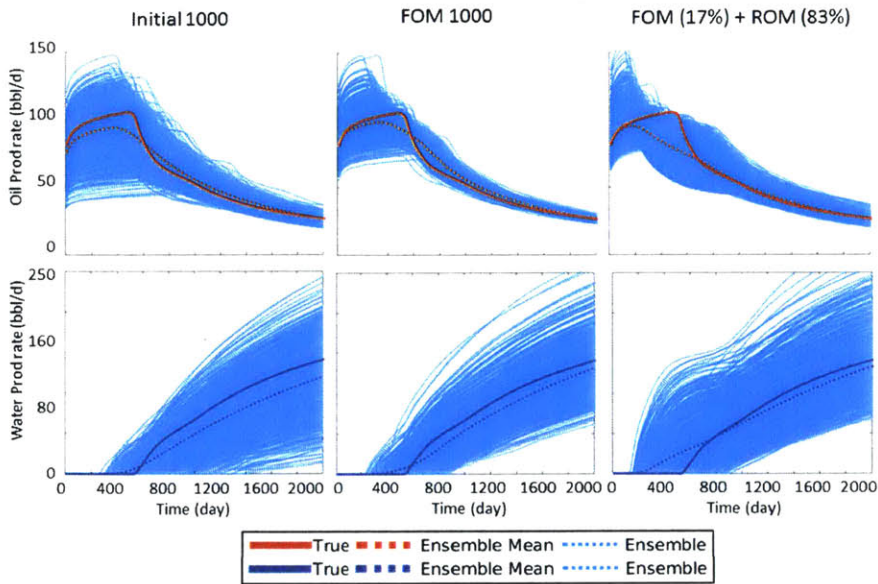 Initial 1000 FOM 1000 FOM (17%) + ROM (83%)
Oil Prod rate (bbl/d)
150
100
50
0
Water Prod rate (bbl/d)
250
160
80
0
0 400 800 1200 1600 2000 0 400 800 1200 1600 2000 0 400 800 1200 1600 2000
Time (day) Time (day) Time (day)
True Ensemble Mean Ensemble
True Ensemble Mean Ensemble